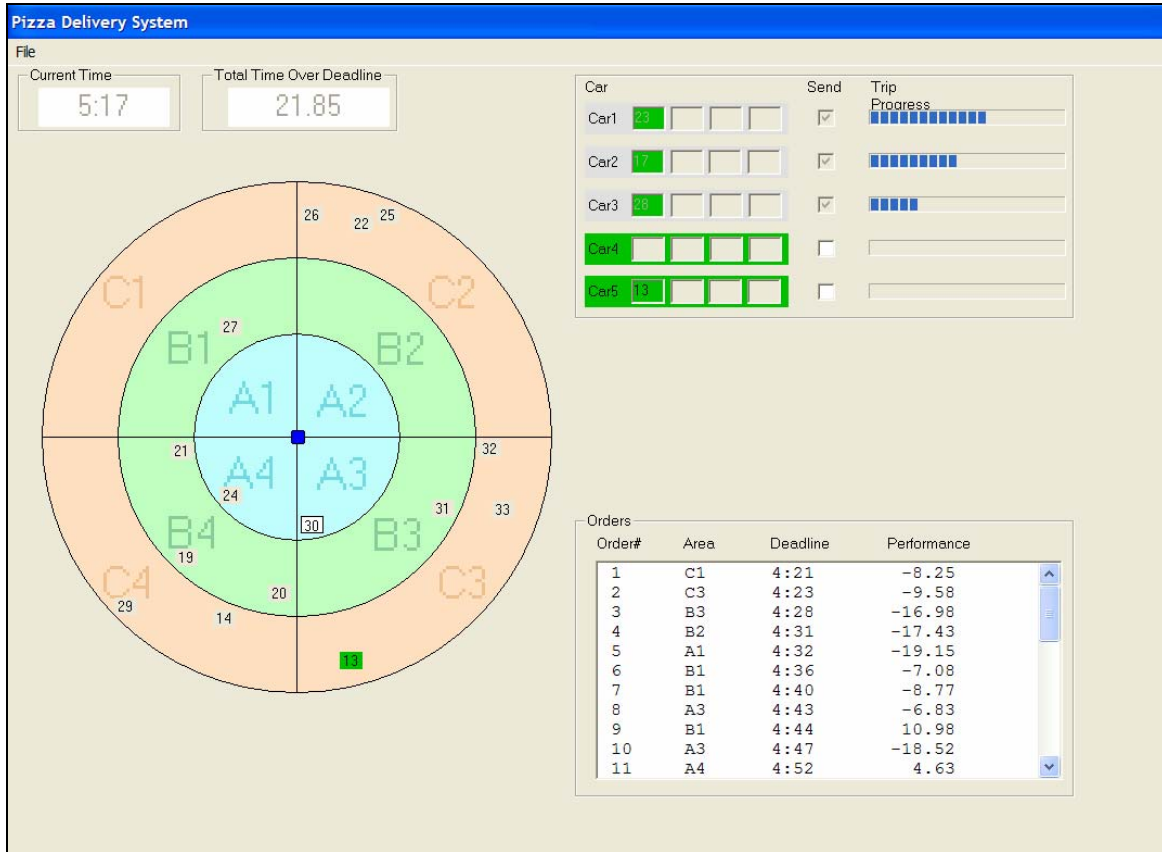 Pizza Delivery System
File
Current Time
5:17
Total Time Over Deadline
21.85
Car Send Trip Progress
Car1 23
Car2 17
Car3 28
Car4
Car5 13
26 22 25
C1 C2
27
B1 B2
A1 A2
21 32
A4 A3
24 31 33
30
B4 B3
19
C4 20 C3
29
14
13
Orders
Order# Area Deadline Performance
1 C1 4:21 -8.25
2 C3 4:23 -9.58
3 B3 4:28 -16.98
4 B2 4:31 -17.43
5 A1 4:32 -19.15
6 B1 4:36 -7.08
7 B1 4:40 -8.77
8 A3 4:43 -6.83
9 B1 4:44 10.98
10 A3 4:47 -18.52
11 A4 4:52 4.63